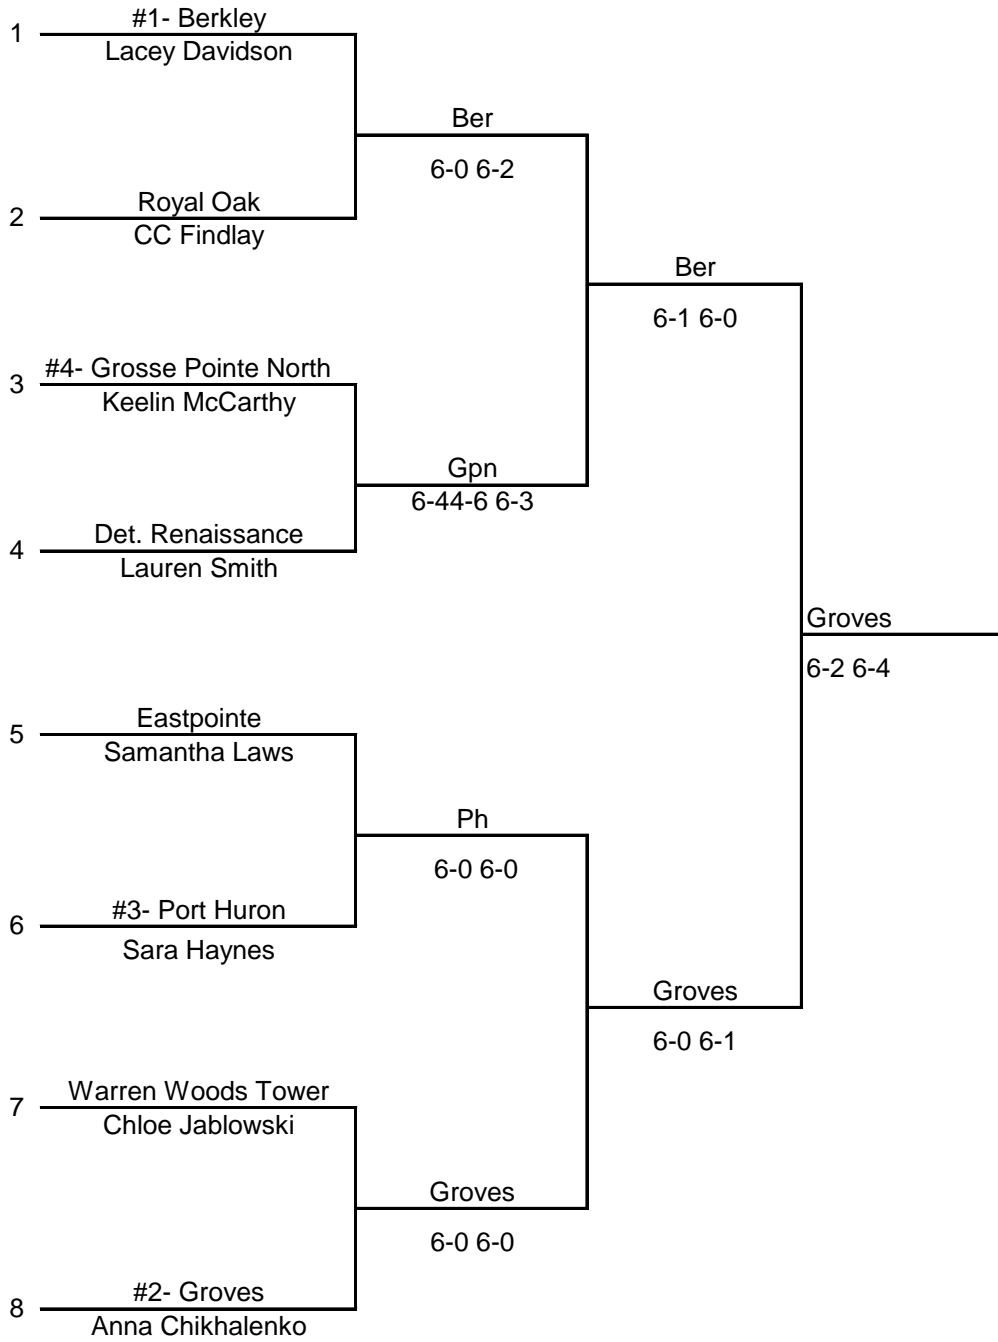 1
#1- Berkley
Lacey Davidson
Ber
6-0 6-2
2
Royal Oak
CC Findlay
Ber
6-1 6-0
3
#4- Grosse Pointe North
Keelin McCarthy
Gpn
6-44-6 6-3
4
Det. Renaissance
Lauren Smith
Groves
6-2 6-4
5
Eastpointe
Samantha Laws
Ph
6-0 6-0
6
#3- Port Huron
Sara Haynes
Groves
6-0 6-1
7
Warren Woods Tower
Chloe Jablowski
Groves
6-0 6-0
8
#2- Groves
Anna Chikhalenko